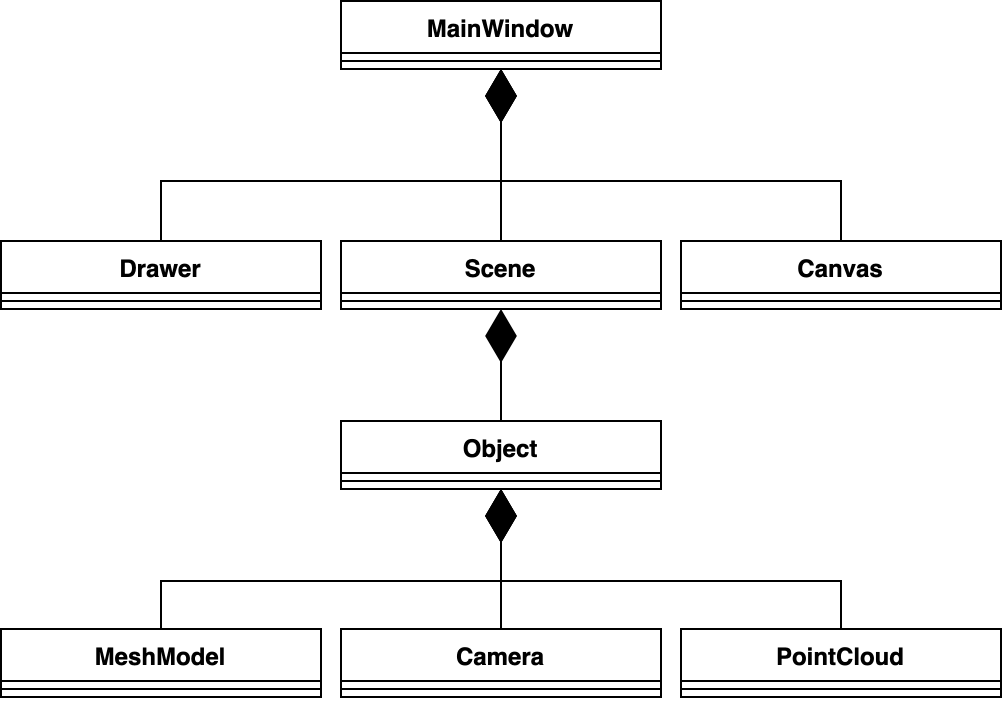 MainWindow
Drawer
Scene
Canvas
Object
MeshModel
Camera
PointCloud